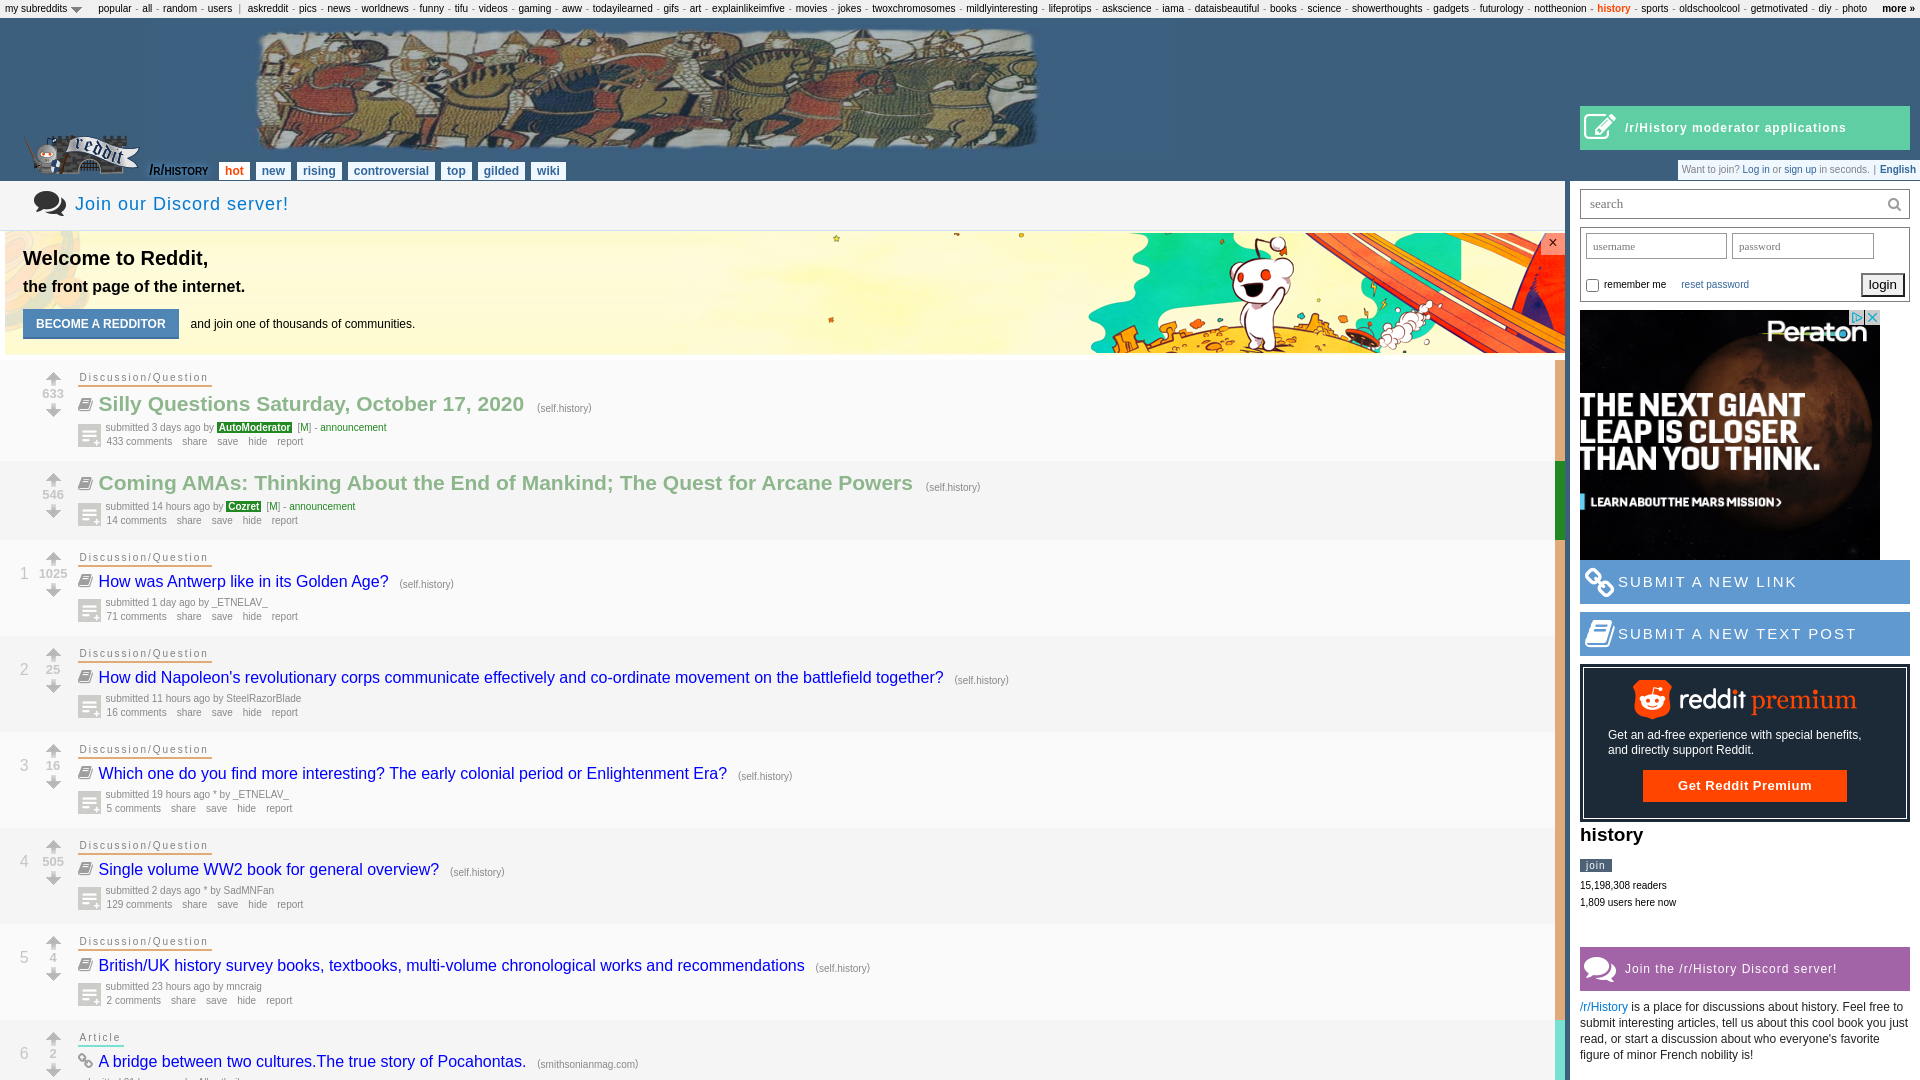 my subreddits
popular - all - random - users | askreddit - pics - news - worldnews - funny - tifu - videos - gaming - aww - todayilearned - gifs - art - explainlikeimfive - movies - jokes - twoxchromosomes - mildlyinteresting - lifeprotips - askscience - iama - dataisbeautiful - books - science - showerthoughts - gadgets - futurology - nottheonion - history - sports - oldschoolcool - getmotivated - diy - photo
more »
reddit
/r/History
hot
new
rising
controversial
top
gilded
wiki
/r/History moderator applications
Want to join? Log in or sign up in seconds. | English
Join our Discord server!
Welcome to Reddit,
the front page of the internet.
BECOME A REDDITOR
and join one of thousands of communities.
×
633
Discussion/Question
Silly Questions Saturday, October 17, 2020 (self.history)
submitted 3 days ago by AutoModerator [M] - announcement
433 comments share save hide report
546
Coming AMAs: Thinking About the End of Mankind; The Quest for Arcane Powers (self.history)
submitted 14 hours ago by Cozret [M] - announcement
14 comments share save hide report
1
1025
Discussion/Question
How was Antwerp like in its Golden Age? (self.history)
submitted 1 day ago by _ETNELAV_
71 comments share save hide report
2
25
Discussion/Question
How did Napoleon's revolutionary corps communicate effectively and co-ordinate movement on the battlefield together? (self.history)
submitted 11 hours ago by SteelRazorBlade
16 comments share save hide report
3
16
Discussion/Question
Which one do you find more interesting? The early colonial period or Enlightenment Era? (self.history)
submitted 19 hours ago * by _ETNELAV_
5 comments share save hide report
4
505
Discussion/Question
Single volume WW2 book for general overview? (self.history)
submitted 2 days ago * by SadMNFan
129 comments share save hide report
5
4
Discussion/Question
British/UK history survey books, textbooks, multi-volume chronological works and recommendations (self.history)
submitted 23 hours ago by mncraig
2 comments share save hide report
6
2
Article
A bridge between two cultures.The true story of Pocahontas. (smithsonianmag.com)
search
username
password
remember me
reset password
login
Peraton
THE NEXT GIANT
LEAP IS CLOSER
THAN YOU THINK.
LEARN ABOUT THE MARS MISSION >
SUBMIT A NEW LINK
SUBMIT A NEW TEXT POST
reddit premium
Get an ad-free experience with special benefits,
and directly support Reddit.
Get Reddit Premium
history
join
15,198,308 readers
1,809 users here now
Join the /r/History Discord server!
/r/History is a place for discussions about history. Feel free to
submit interesting articles, tell us about this cool book you just
read, or start a discussion about who everyone's favorite
figure of minor French nobility is!